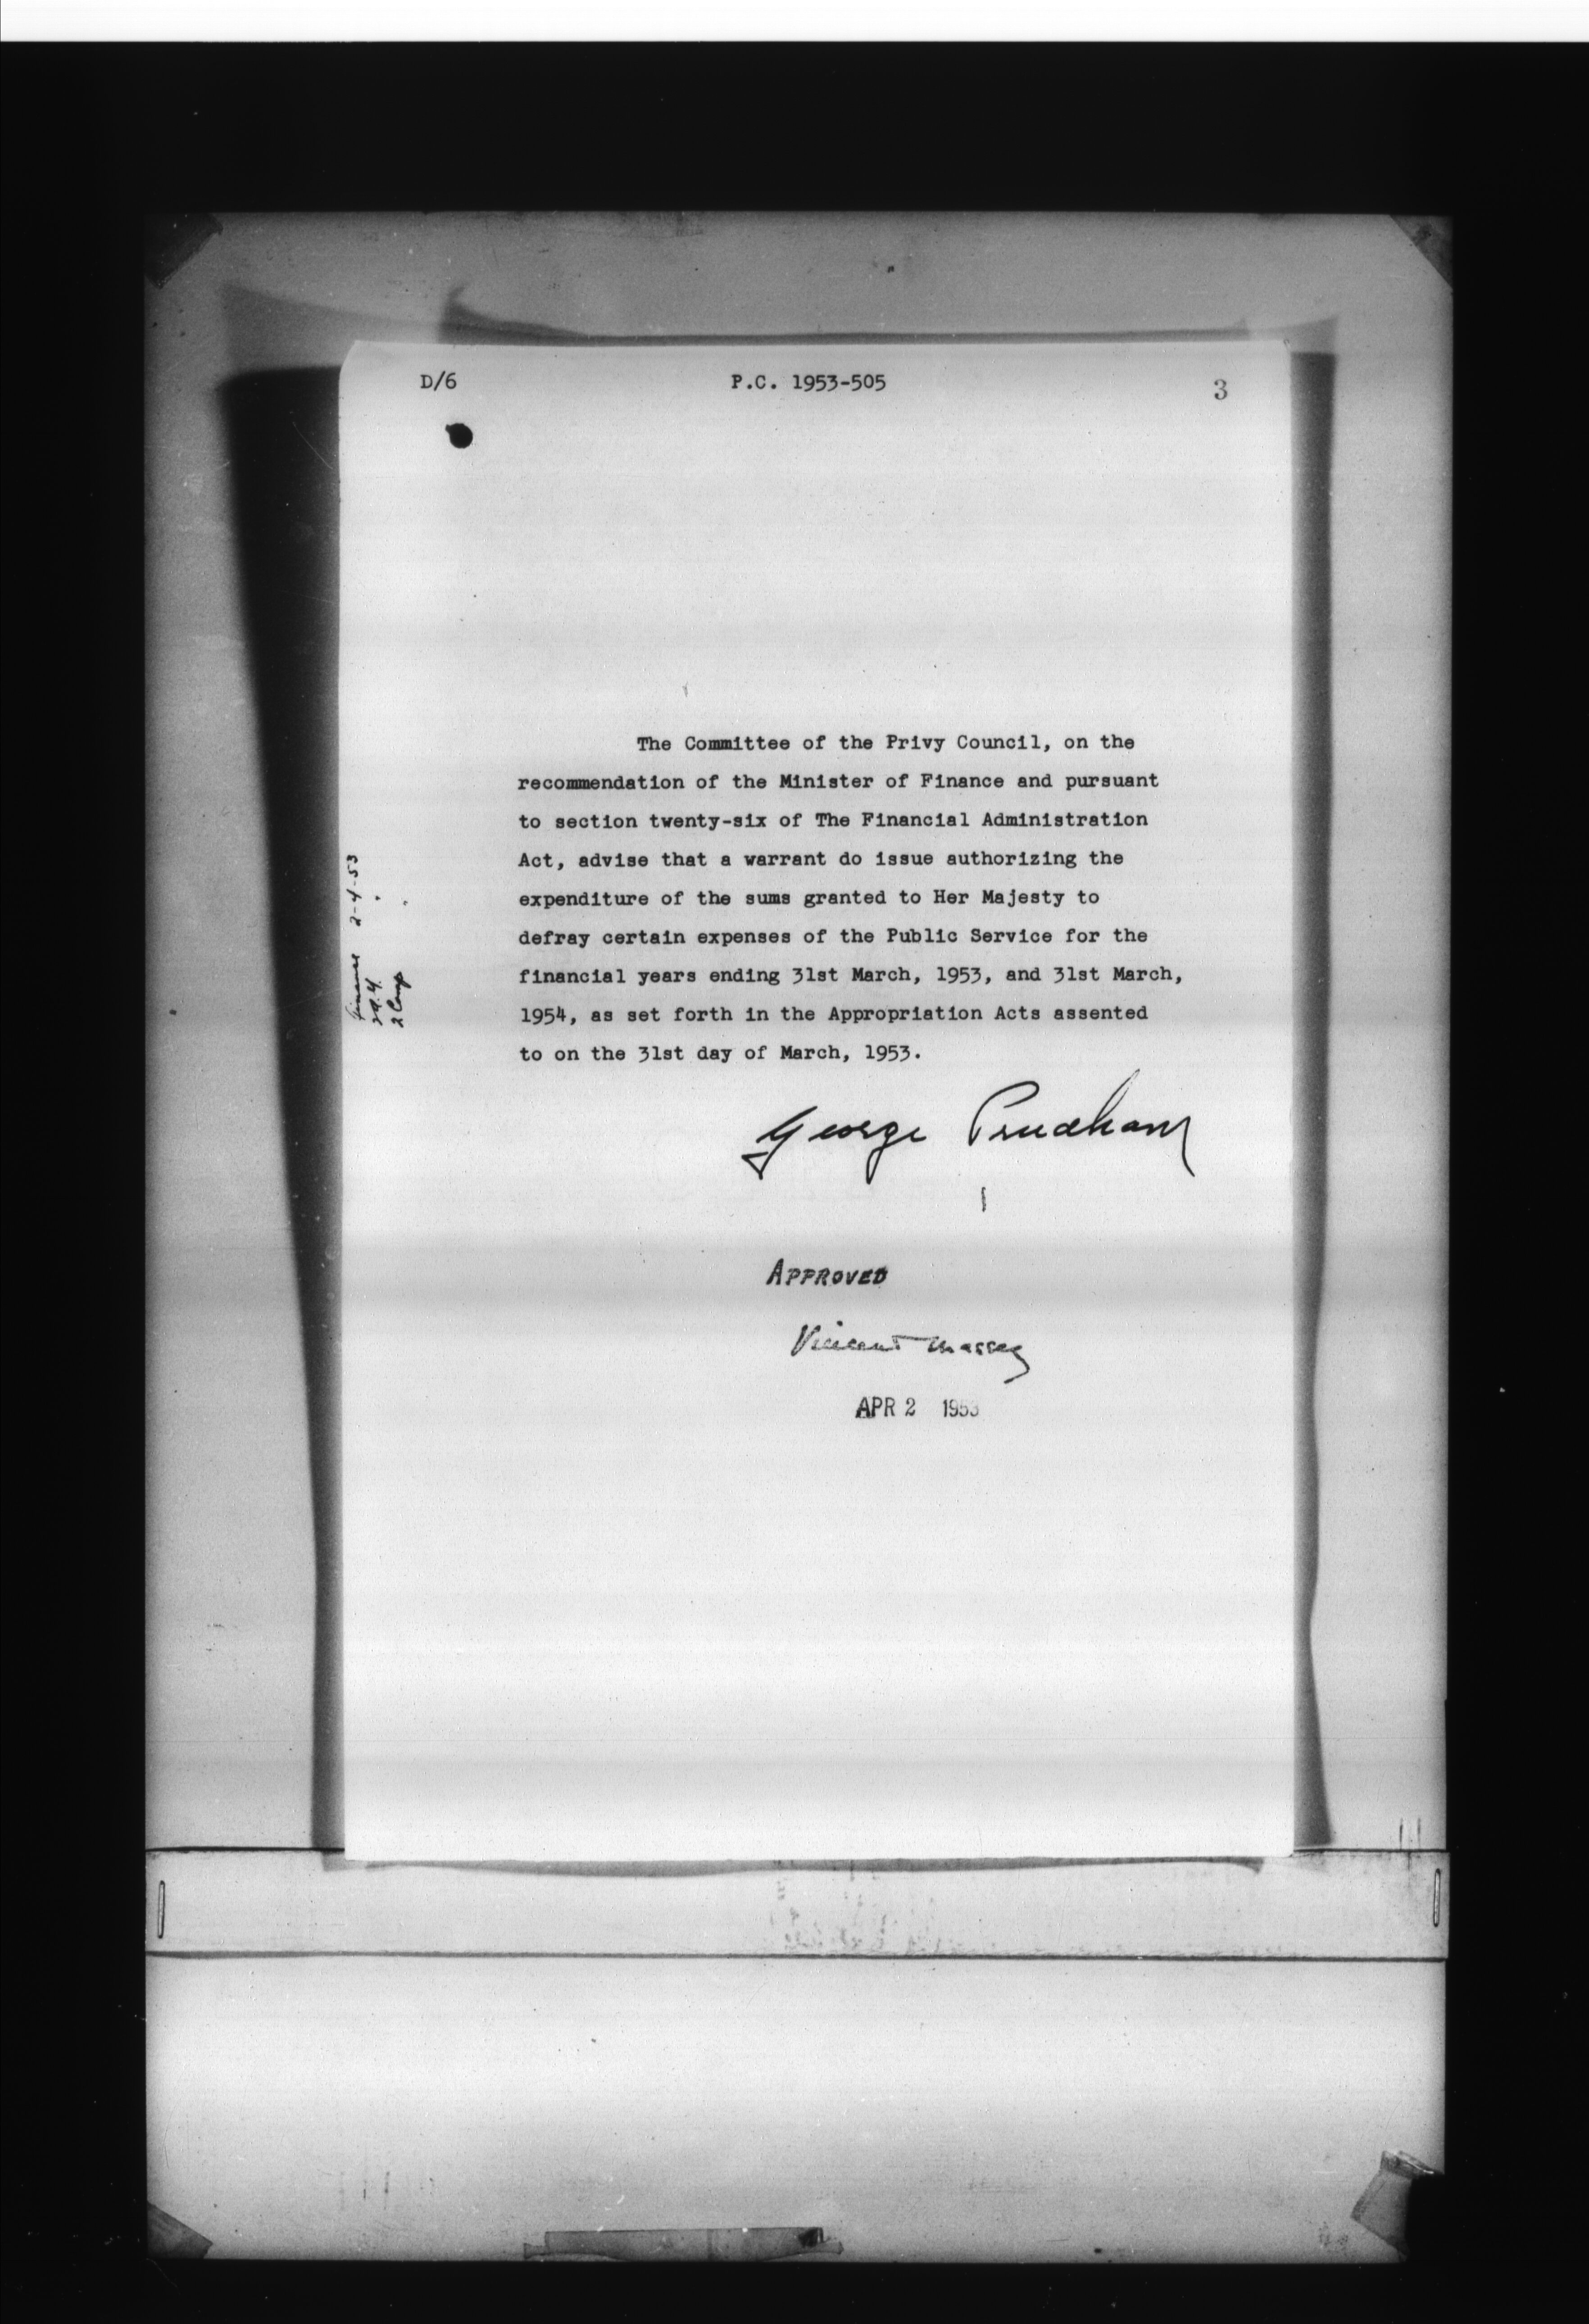 D/6 P.C. 1953-505 3
The Committee of the Privy Council, on the
recommendation of the Minister of Finance and pursuant
to section twenty-six of The Financial Administration
Act, advise that a warrant do issue authorizing the
expenditure of the sums granted to Her Majesty to
defray certain expenses of the Public Service for the
financial years ending 31st March, 1953, and 31st March,
1954, as set forth in the Appropriation Acts assented
to on the 31st day of March, 1953.
George Prudham
APPROVED
Vincent Massey
APR 2 1953
Finance 2-4-53